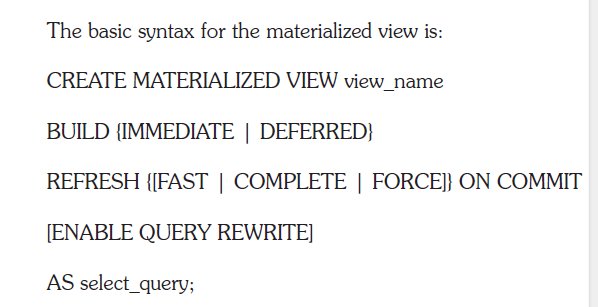 The basic syntax for the materialized view is:
CREATE MATERIALIZED VIEW view_name
BUILD {IMMEDIATE | DEFERRED}
REFRESH {[FAST | COMPLETE | FORCE]} ON COMMIT
[ENABLE QUERY REWRITE]
AS select_query;